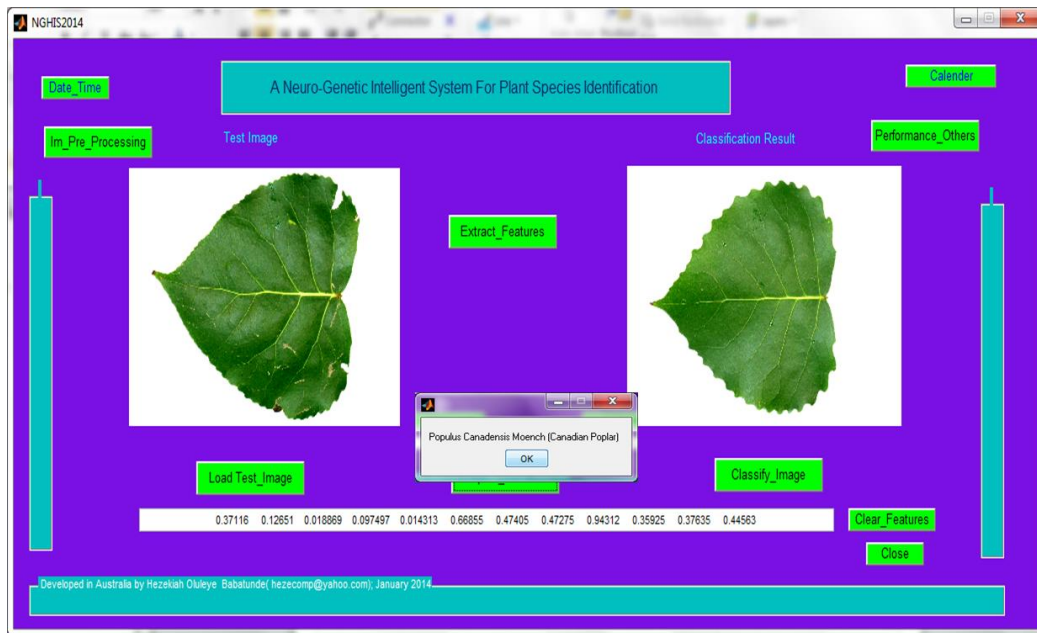 NGHIS2014
Date_Time
A Neuro-Genetic Intelligent System For Plant Species Identification
Calender
Im_Pre_Processing
Test Image
Classification Result
Performance_Others
Extract_Features
Populus Canadensis Moench (Canadian Poplar)
OK
Load Test_Image
Classify_Image
0.37116 0.12651 0.018869 0.097497 0.014313 0.66855 0.47405 0.47275 0.94312 0.35925 0.37635 0.44563
Clear_Features
Close
Developed in Australia by Hezekiah Oluleye Babatunde( hezecomp@yahoo.com); January 2014